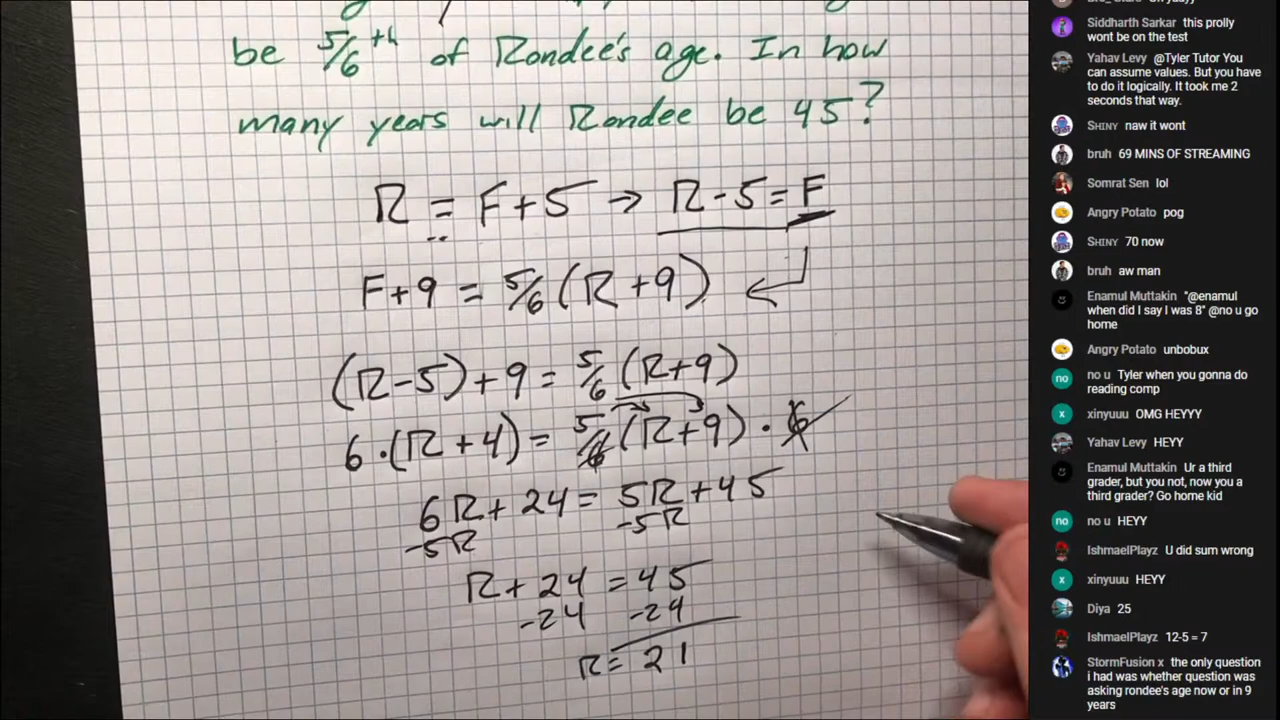 be 5/6th of Rondee's age. In how
many years will Rondee be 45?
R = F+5 → R-5=F
F+9 = 5/6(R+9)
(R-5)+9 = 5/6(R+9)
6·(R+4) = 5/6(R+9)·6
6R+24 = 5R+45
-5R -5R
R+24 = 45
-24 -24
R = 21
Siddharth Sarkar this prolly
wont be on the test
Yahav Levy @Tyler Tutor You
can assume values. But you have
to do it logically. It took me 2
seconds that way.
SHINY naw it wont
bruh 69 MINS OF STREAMING
Somrat Sen lol
Angry Potato pog
SHINY 70 now
bruh aw man
Enamul Muttakin "@enamul
when did I say I was 8" @no u go
home
Angry Potato unbobux
no
no u Tyler when you gonna do
reading comp
x
xinyuuu OMG HEYYY
Yahav Levy HEYY
Enamul Muttakin Ur a third
grader, but you not, now you a
third grader? Go home kid
no
no u HEYY
IshmaelPlayz U did sum wrong
x
xinyuuu HEYY
Diya 25
IshmaelPlayz 12-5 = 7
StormFusion x the only question
i had was whether question was
asking rondee's age now or in 9
years